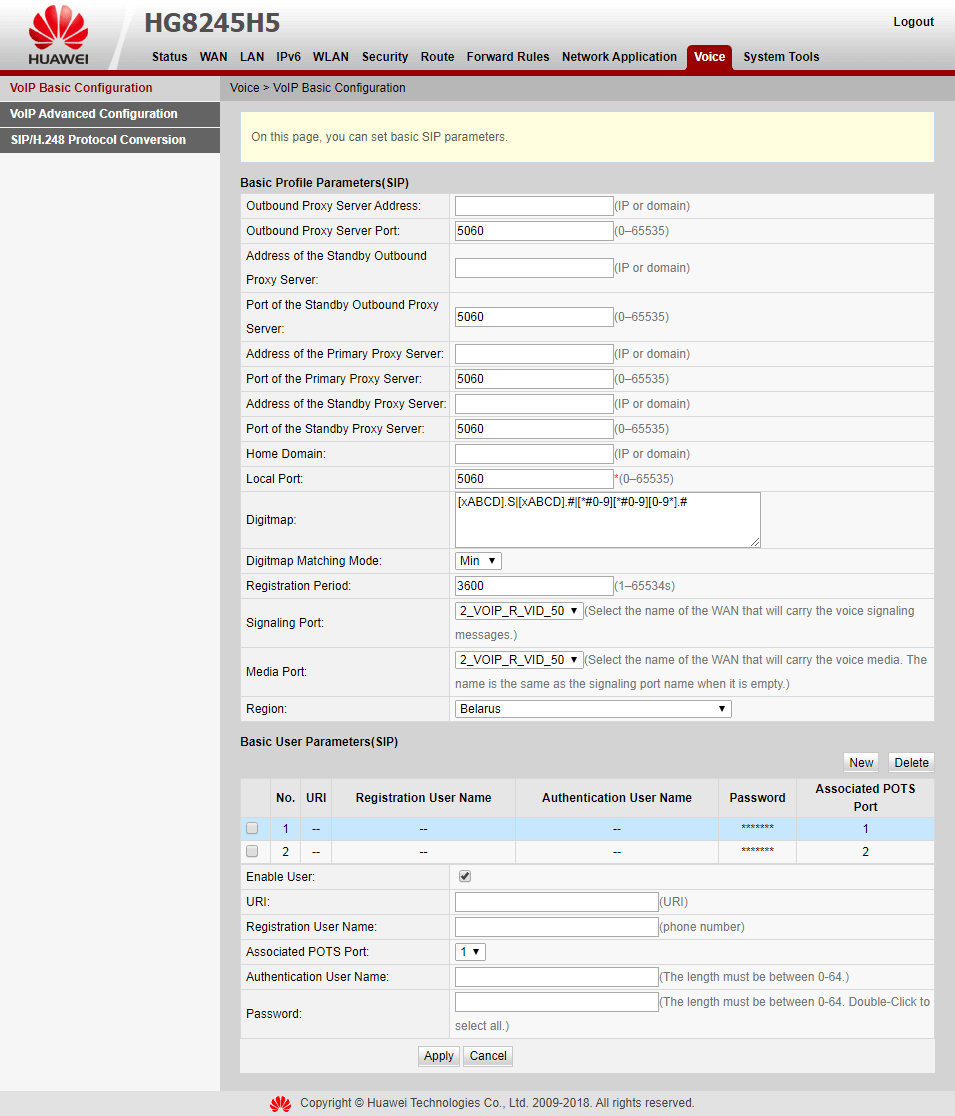 HUAWEI
HG8245H5
Logout
Status WAN LAN IPv6 WLAN Security Route Forward Rules Network Application Voice System Tools
VoIP Basic Configuration
VoIP Advanced Configuration
SIP/H.248 Protocol Conversion
Voice > VoIP Basic Configuration
On this page, you can set basic SIP parameters.
Basic Profile Parameters(SIP)
Outbound Proxy Server Address: (IP or domain)
Outbound Proxy Server Port: 5060 (0–65535)
Address of the Standby Outbound
Proxy Server: (IP or domain)
Port of the Standby Outbound Proxy
Server: 5060 (0–65535)
Address of the Primary Proxy Server: (IP or domain)
Port of the Primary Proxy Server: 5060 (0–65535)
Address of the Standby Proxy Server: (IP or domain)
Port of the Standby Proxy Server: 5060 (0–65535)
Home Domain: (IP or domain)
Local Port: 5060 *(0–65535)
Digitmap: [xABCD].S|[xABCD].#|[*#0-9][*#0-9][0-9*].#
Digitmap Matching Mode: Min
Registration Period: 3600 (1–65534s)
Signaling Port: 2_VOIP_R_VID_50 (Select the name of the WAN that will carry the voice signaling
messages.)
Media Port: 2_VOIP_R_VID_50 (Select the name of the WAN that will carry the voice media. The
name is the same as the signaling port name when it is empty.)
Region: Belarus
Basic User Parameters(SIP)
New Delete
No. URI Registration User Name Authentication User Name Password Associated POTS
Port
1 -- -- -- ******* 1
2 -- -- -- ******* 2
Enable User:
URI: (URI)
Registration User Name: (phone number)
Associated POTS Port: 1
Authentication User Name: (The length must be between 0-64.)
Password: (The length must be between 0-64. Double-Click to
select all.)
Apply Cancel
Copyright © Huawei Technologies Co., Ltd. 2009-2018. All rights reserved.